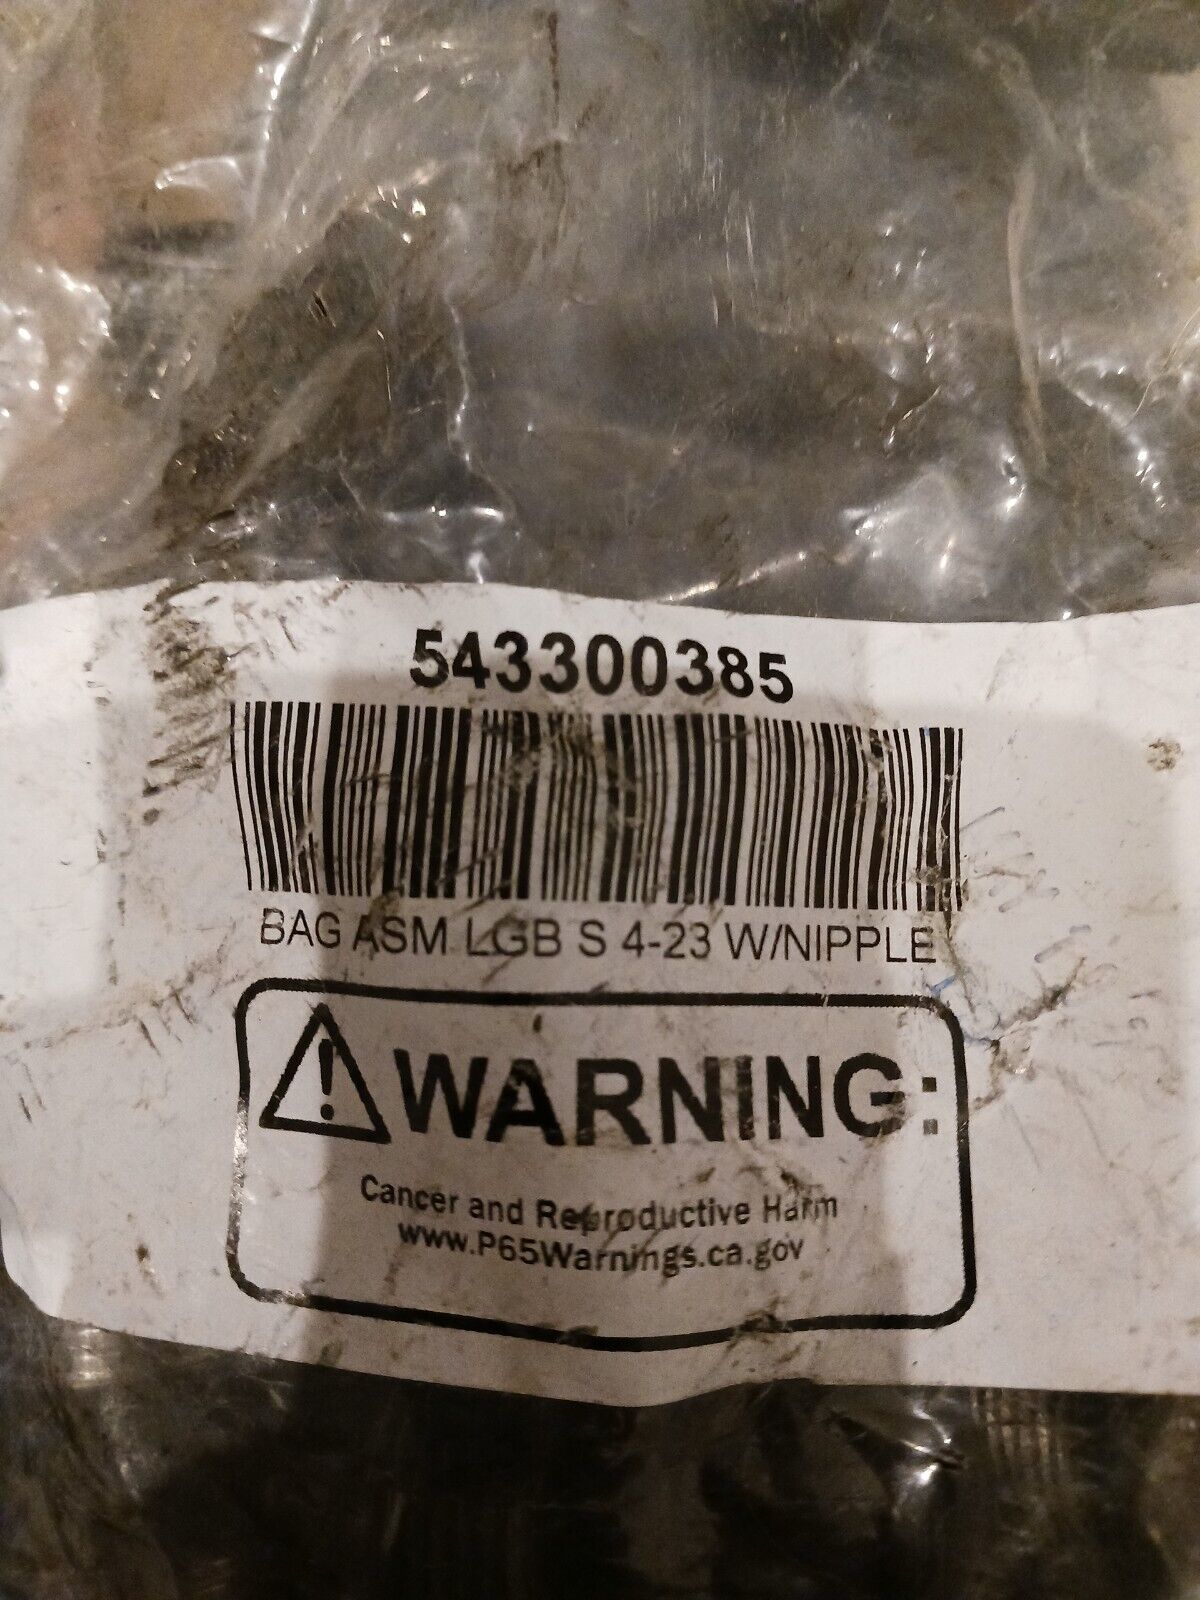 543300385
BAG ASM LGB S 4-23 W/NIPPLE
WARNING:
Cancer and Reproductive Harm
www.P65Warnings.ca.gov